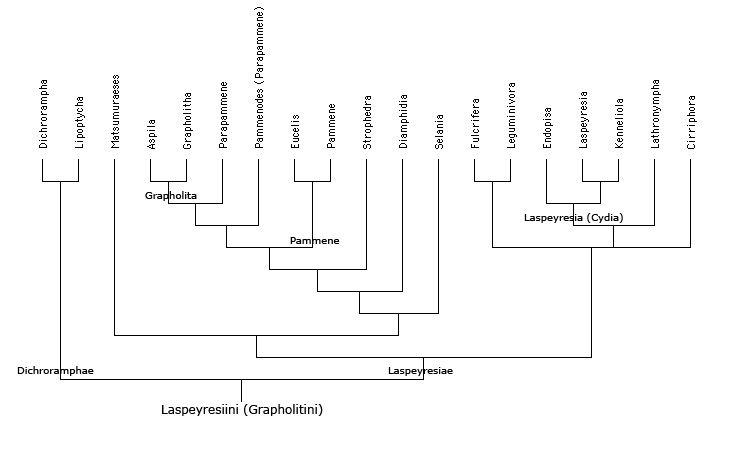 Dichrorampha
Lipoptycha
Matsumuraeses
Aspila
Grapholitha
Parapammene
Pammenodes (Parapammene)
Eucelis
Pammene
Strophedra
Diamphidia
Selania
Fulcrifera
Leguminivora
Endopisa
Laspeyresia
Kenneliola
Lathronympha
Cirriphora
Grapholita
Laspeyresia (Cydia)
Pammene
Dichroramphae
Laspeyresiae
Laspeyresiini (Grapholitini)